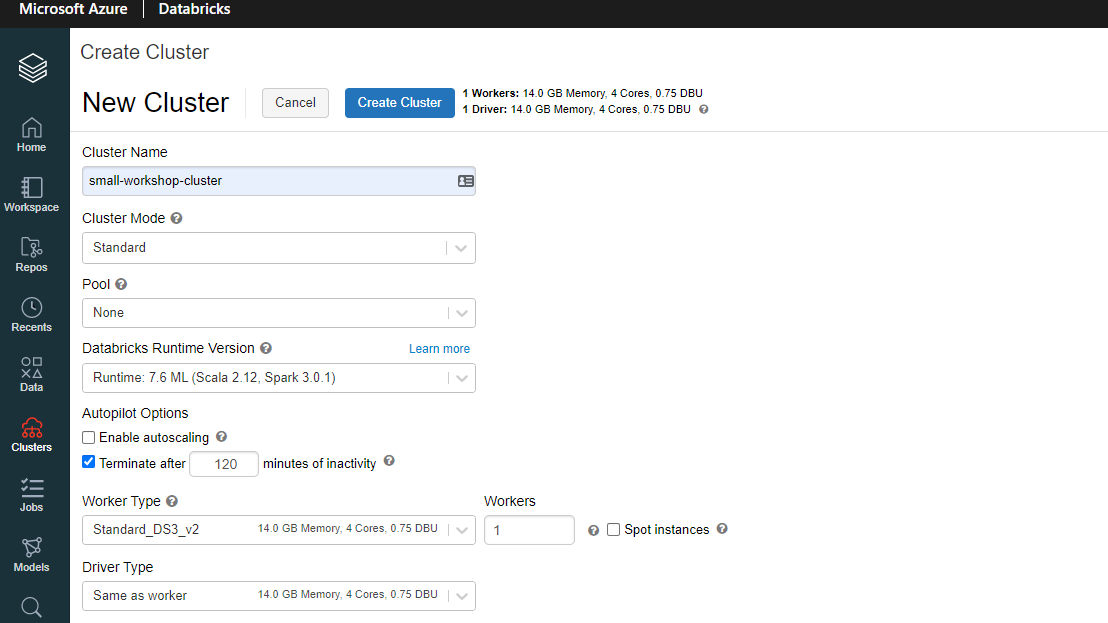 Microsoft Azure Databricks
Create Cluster
New Cluster
Cancel
Create Cluster
1 Workers: 14.0 GB Memory, 4 Cores, 0.75 DBU
1 Driver: 14.0 GB Memory, 4 Cores, 0.75 DBU ?
Home
Workspace
Repos
Recents
Data
Clusters
Jobs
Models
Cluster Name
small-workshop-cluster
Cluster Mode ?
Standard
Pool ?
None
Databricks Runtime Version ? Learn more
Runtime: 7.6 ML (Scala 2.12, Spark 3.0.1)
Autopilot Options
Enable autoscaling ?
Terminate after 120 minutes of inactivity ?
Worker Type ? Workers
Standard_DS3_v2 14.0 GB Memory, 4 Cores, 0.75 DBU 1 ? Spot instances ?
Driver Type
Same as worker 14.0 GB Memory, 4 Cores, 0.75 DBU